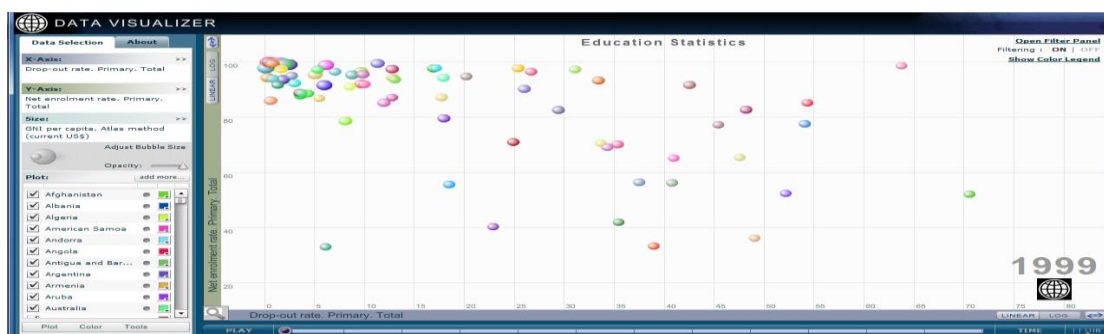 DATA VISUALIZER
Data Selection About
X-Axis: >>
Drop-out rate. Primary. Total
Y-Axis: >>
Net enrolment rate. Primary.
Total
Size: >>
GNI per capita, Atlas method
(current US$)
Adjust Bubble Size
Opacity:
Plot: add more...
Afghanistan
Albania
Algeria
American Samoa
Andorra
Angola
Antigua and Bar...
Argentina
Armenia
Aruba
Australia
Plot Color Tools
Education Statistics
Open Filter Panel
Filtering : ON | OFF
Show Color Legend
LOG
LINEAR
Net enrolment rate. Primary. Total
100
80
60
40
20
1999
0 5 10 15 20 25 30 35 40 45 50 55 60 65 70 75 80
Drop-out rate. Primary. Total
LINEAR LOG
PLAY TIME